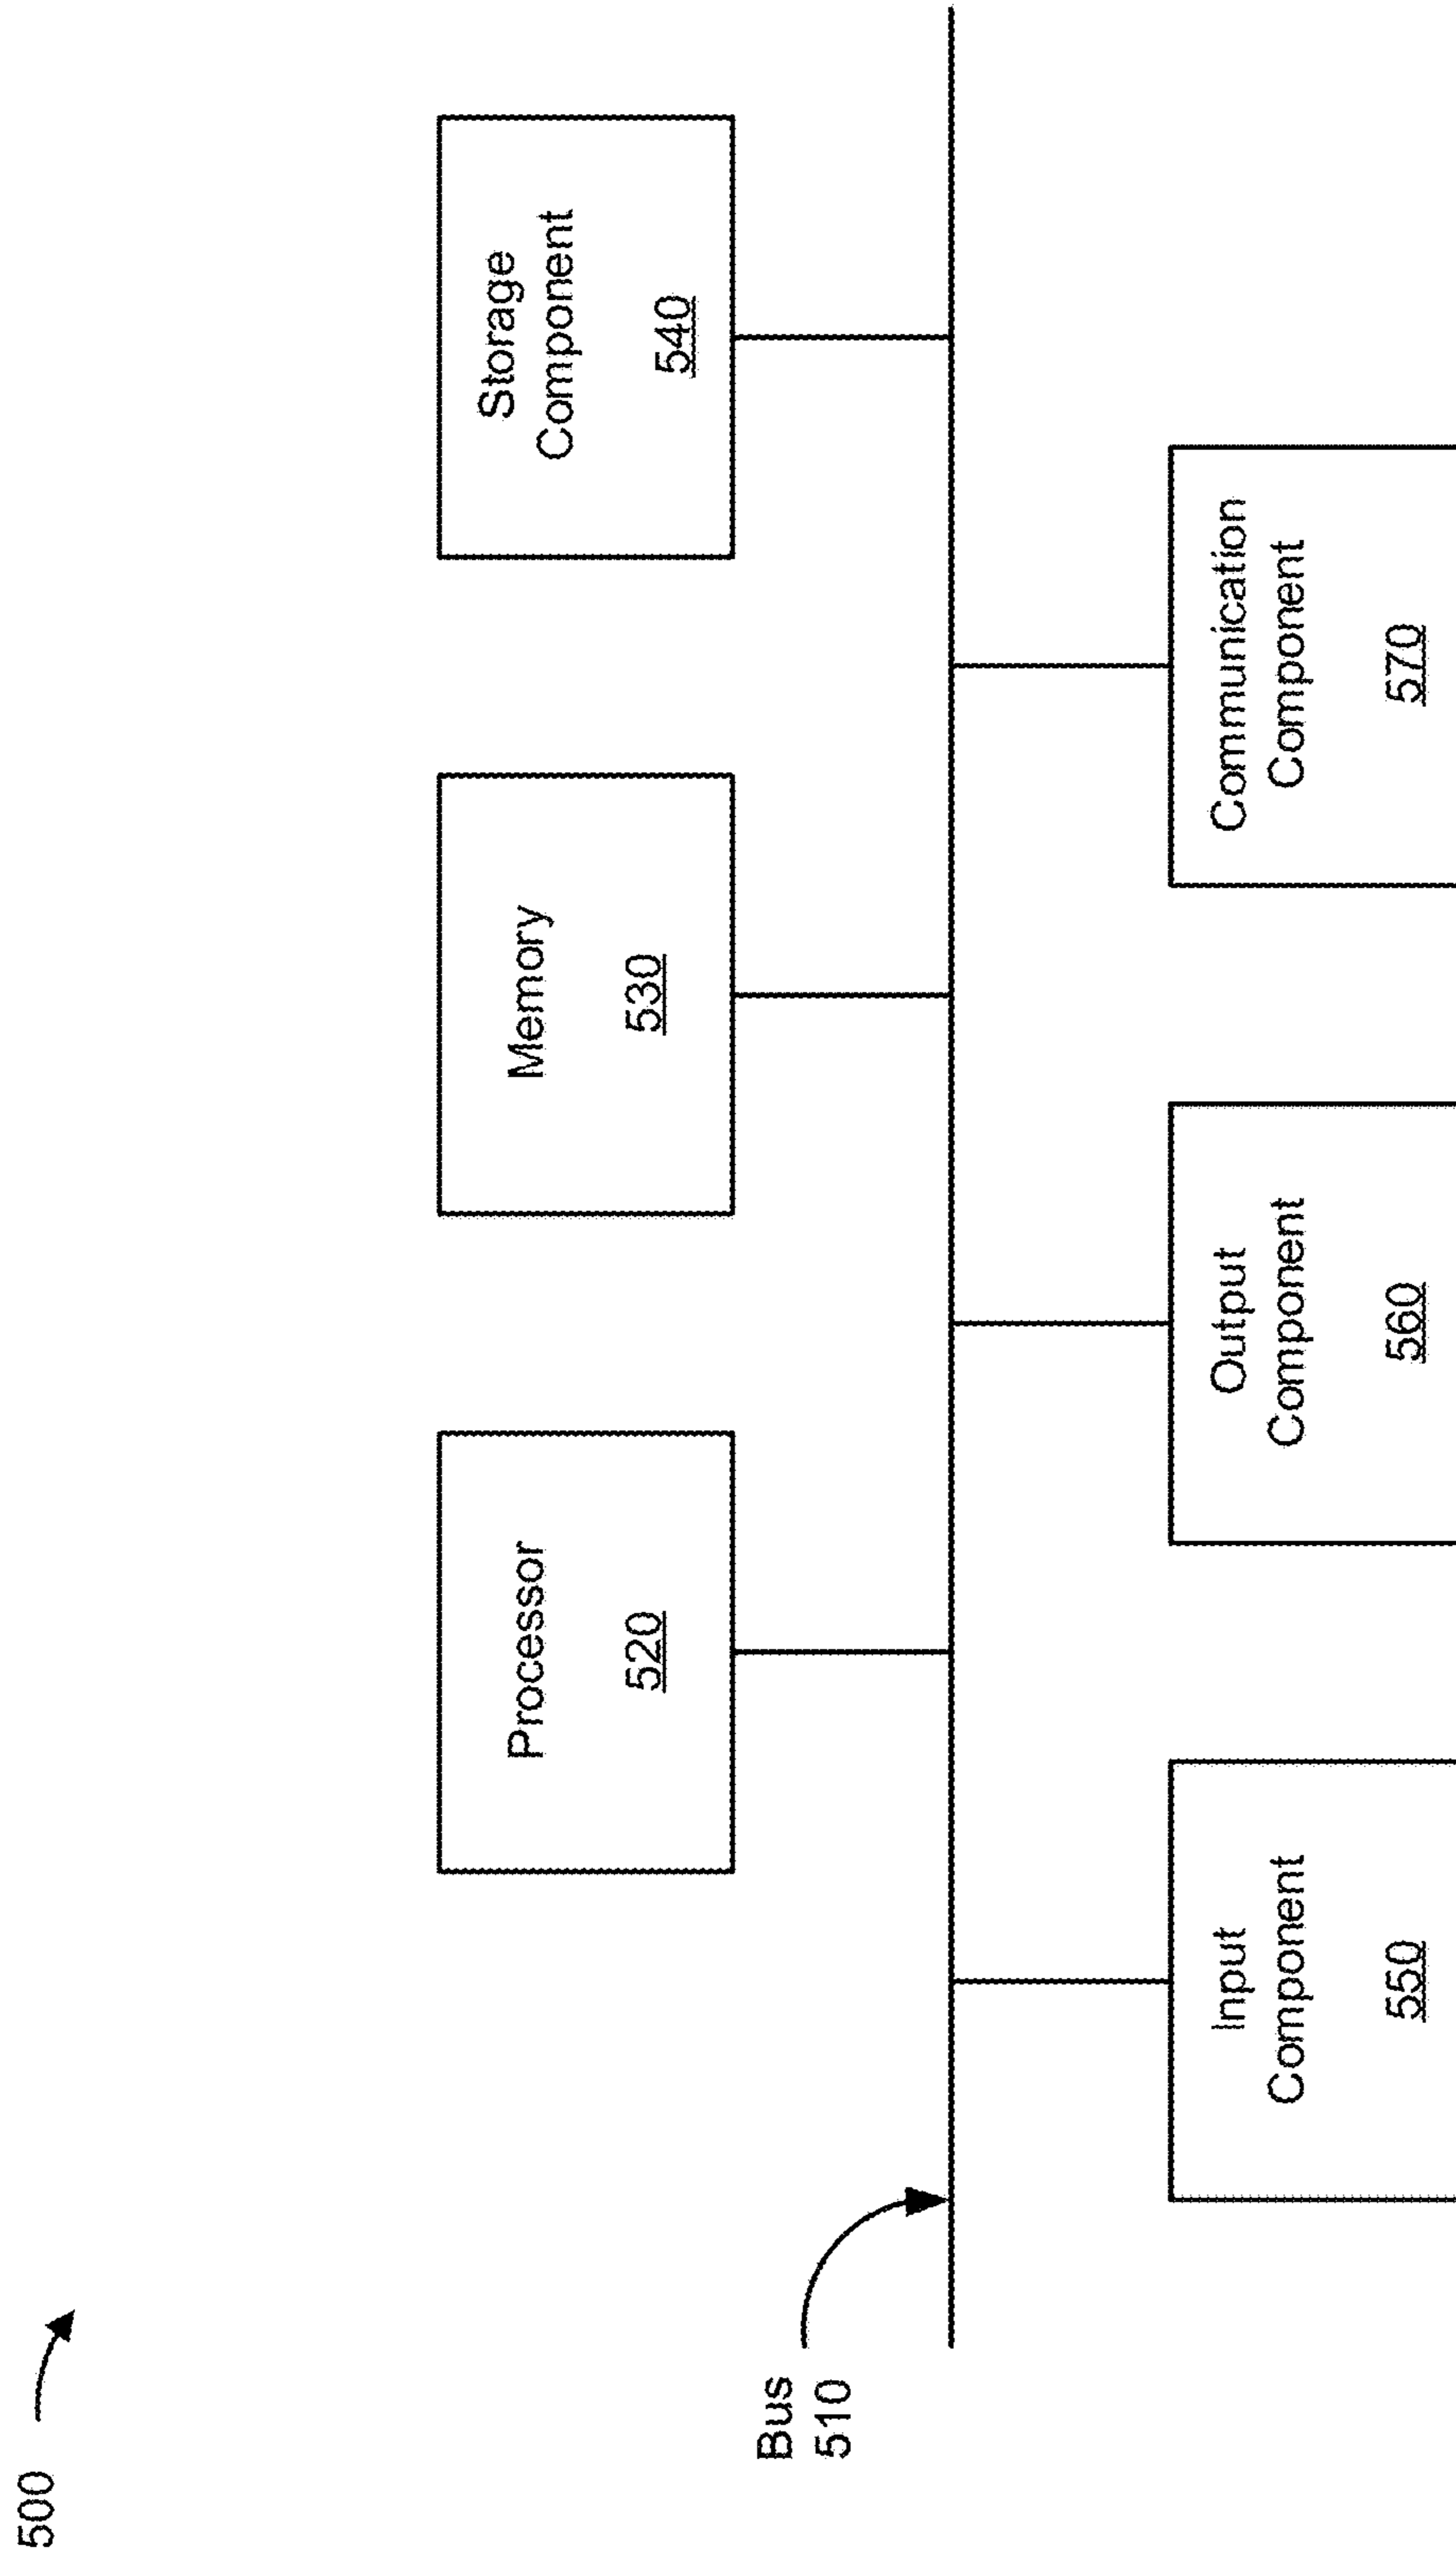 500
Processor
520
Memory
530
Storage
Component
540
Bus
510
Input
Component
550
Output
Component
560
Communication
Component
570